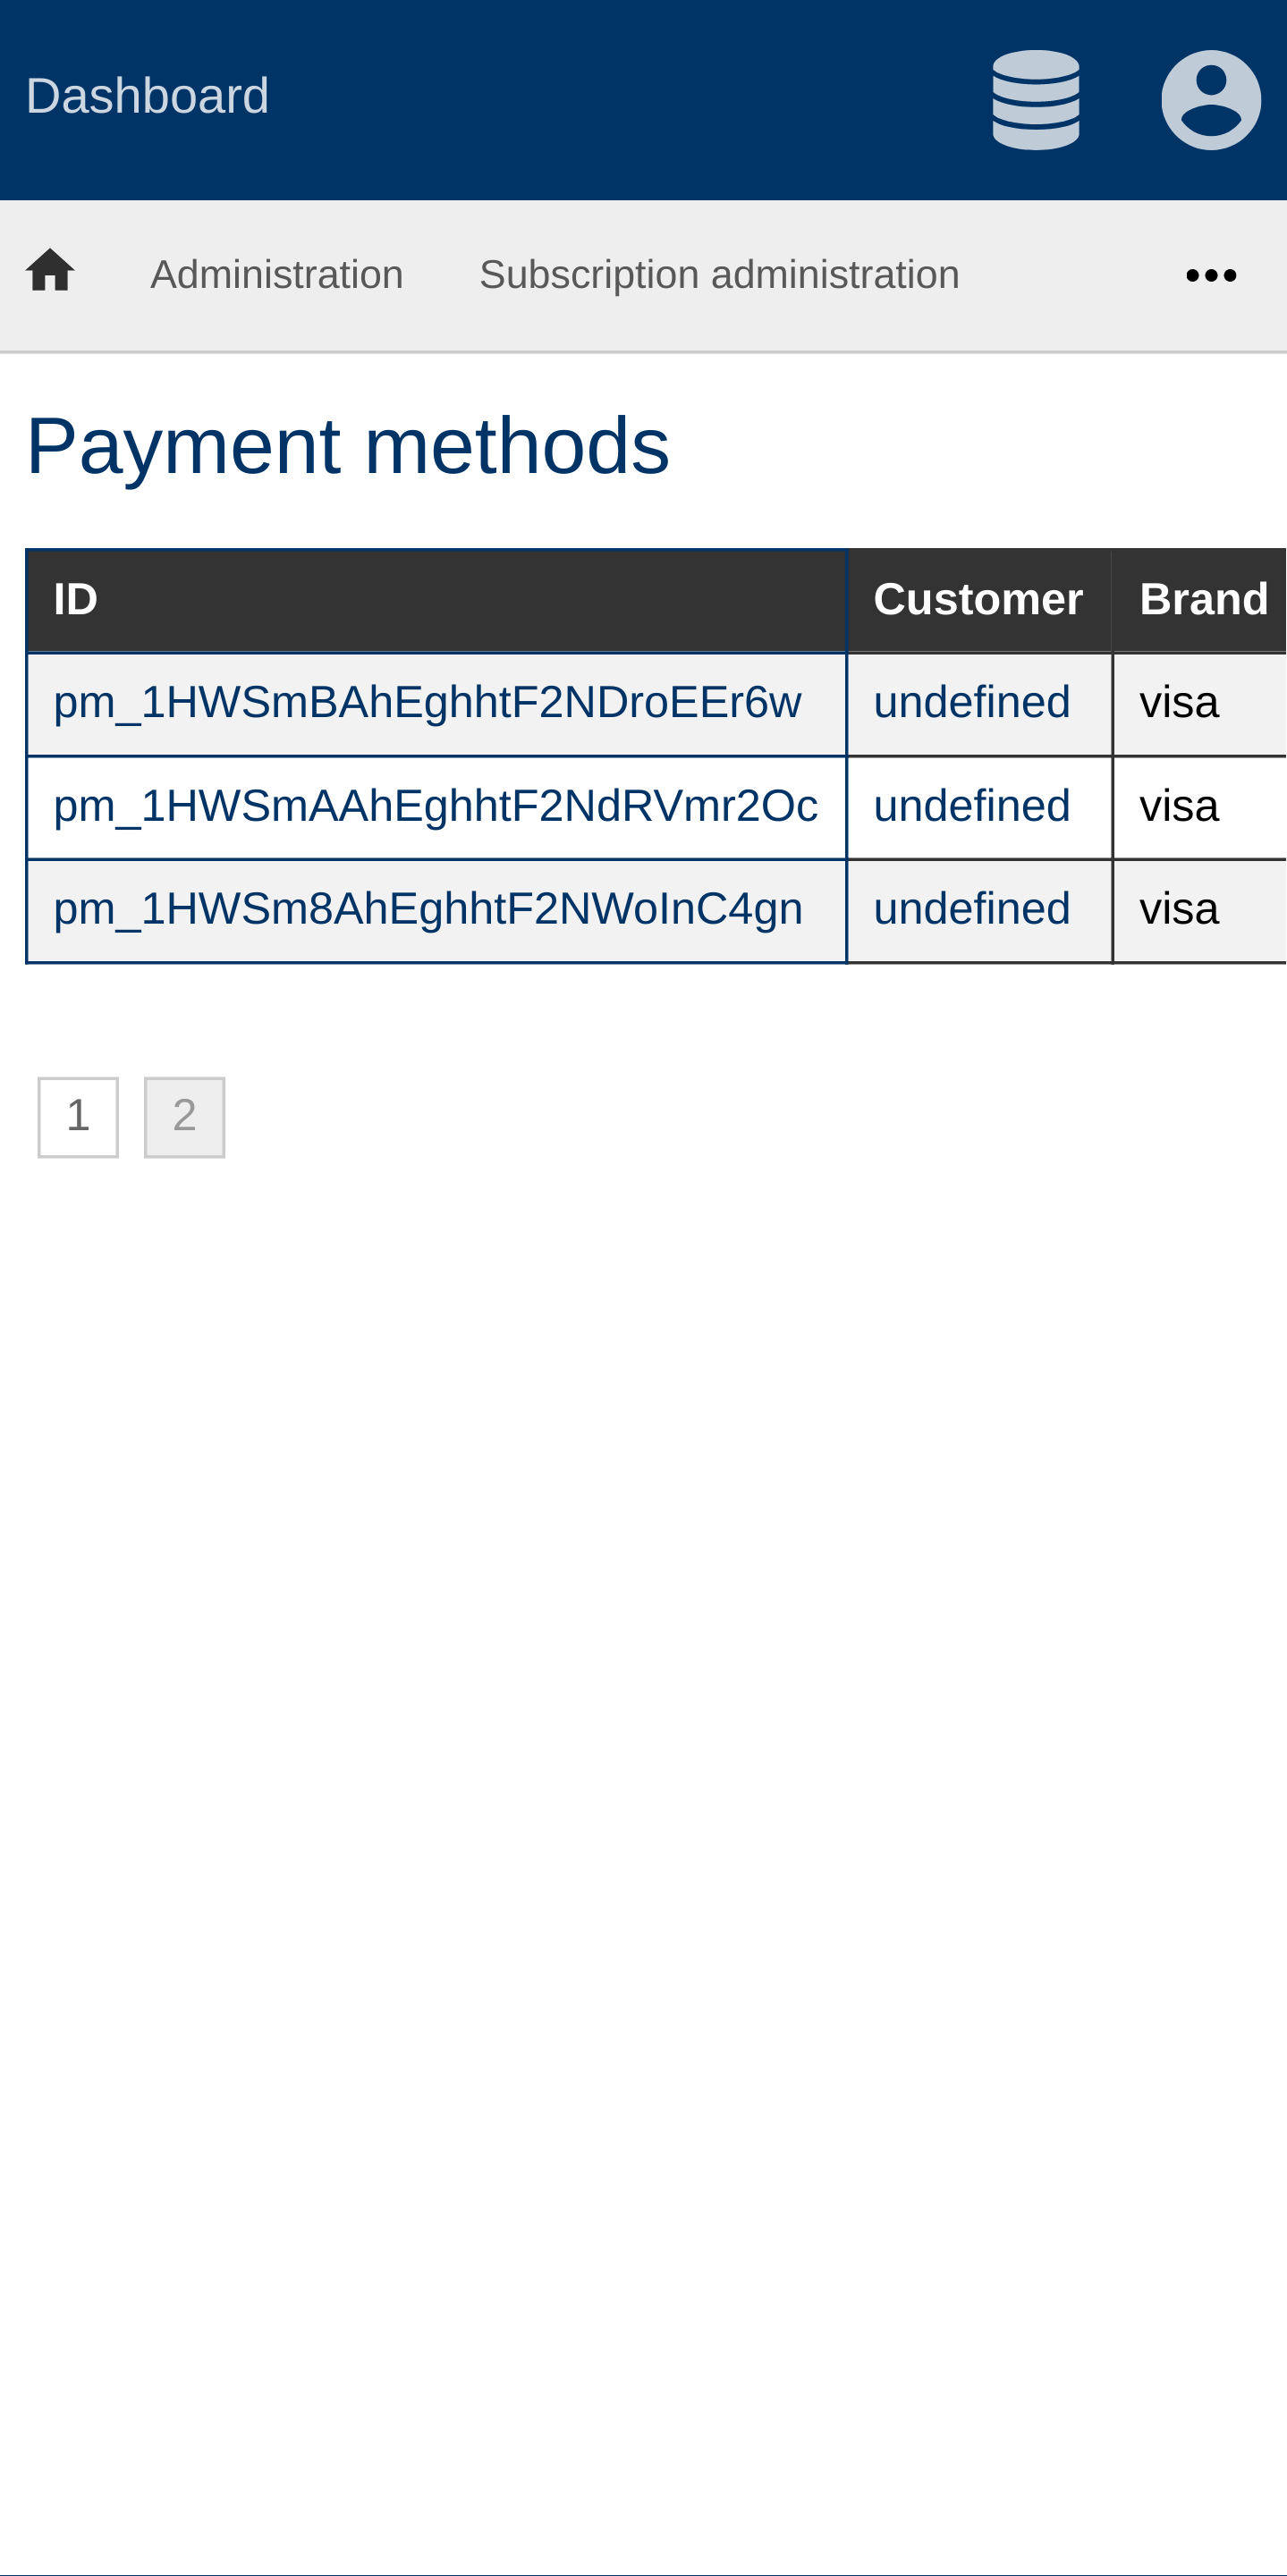 Dashboard
Administration Subscription administration •••
Payment methods
ID Customer Brand
pm_1HWSmBAhEghhtF2NDroEEr6w undefined visa
pm_1HWSmAAhEghhtF2NdRVmr2Oc undefined visa
pm_1HWSm8AhEghhtF2NWoInC4gn undefined visa
1 2